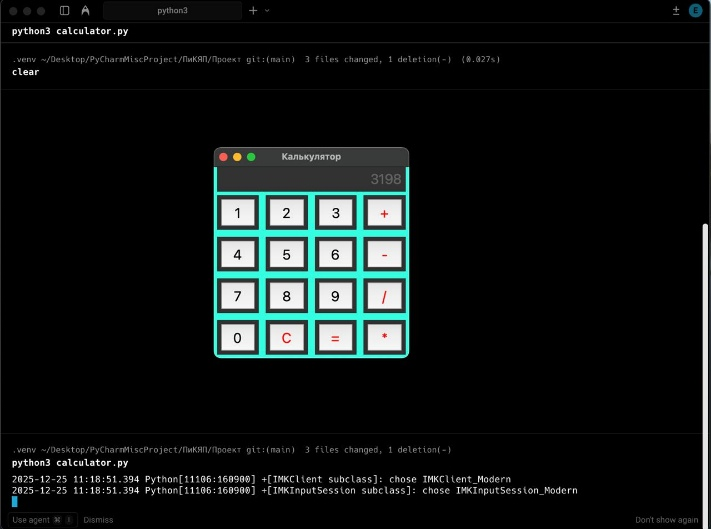 python3
E
python3 calculator.py
.venv ~/Desktop/PyCharmMiscProject/ПиКЯП/Проект git:(main) 3 files changed, 1 deletion(-) (0.027s)
clear
Калькулятор
3198
1 2 3 +
4 5 6 -
7 8 9 /
0 C = *
.venv ~/Desktop/PyCharmMiscProject/ПиКЯП/Проект git:(main) 3 files changed, 1 deletion(-)
python3 calculator.py
2025-12-25 11:18:51.394 Python[11106:160900] +[IMKClient subclass]: chose IMKClient_Modern
2025-12-25 11:18:51.394 Python[11106:160900] +[IMKInputSession subclass]: chose IMKInputSession_Modern
Use agent ⌘ I Dismiss Don't show again